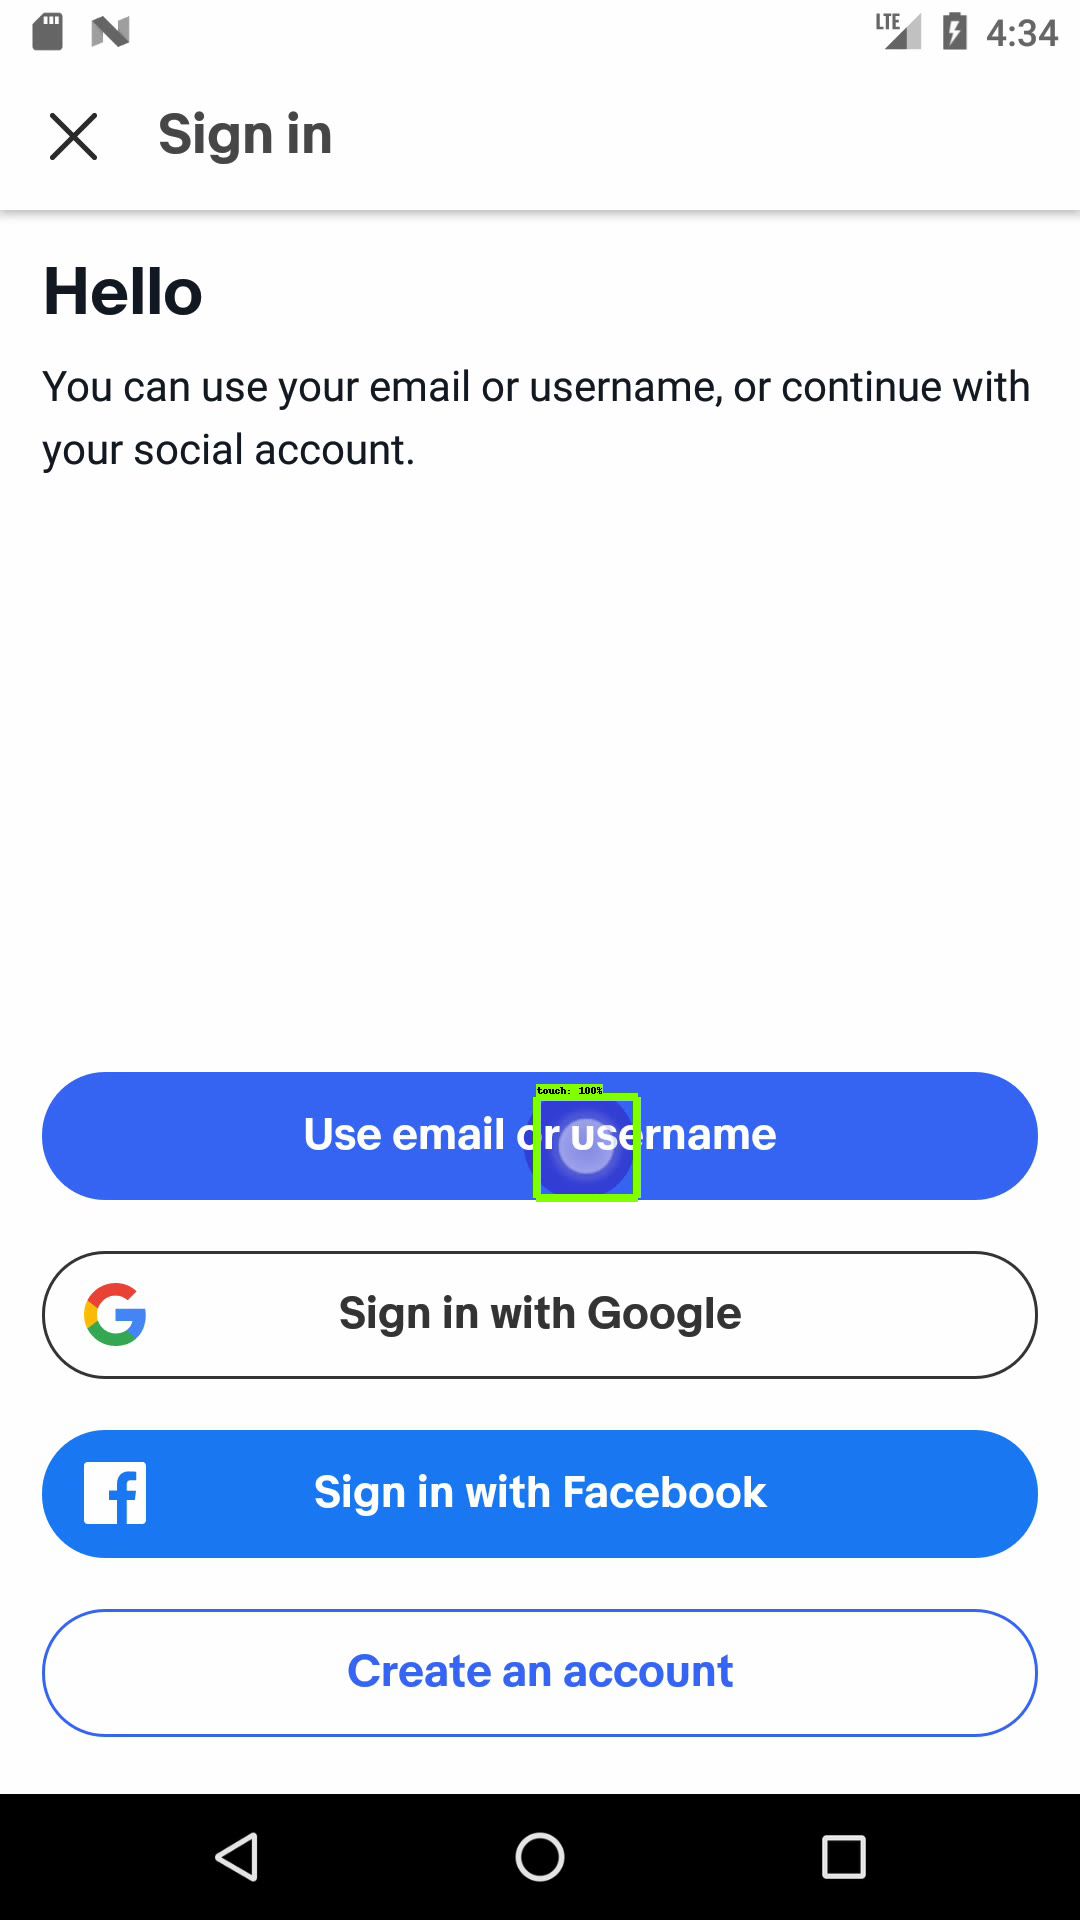 LTE 4:34
Sign in
Hello
You can use your email or username, or continue with
your social account.
touch: 100%
Use email or username
Sign in with Google
Sign in with Facebook
Create an account